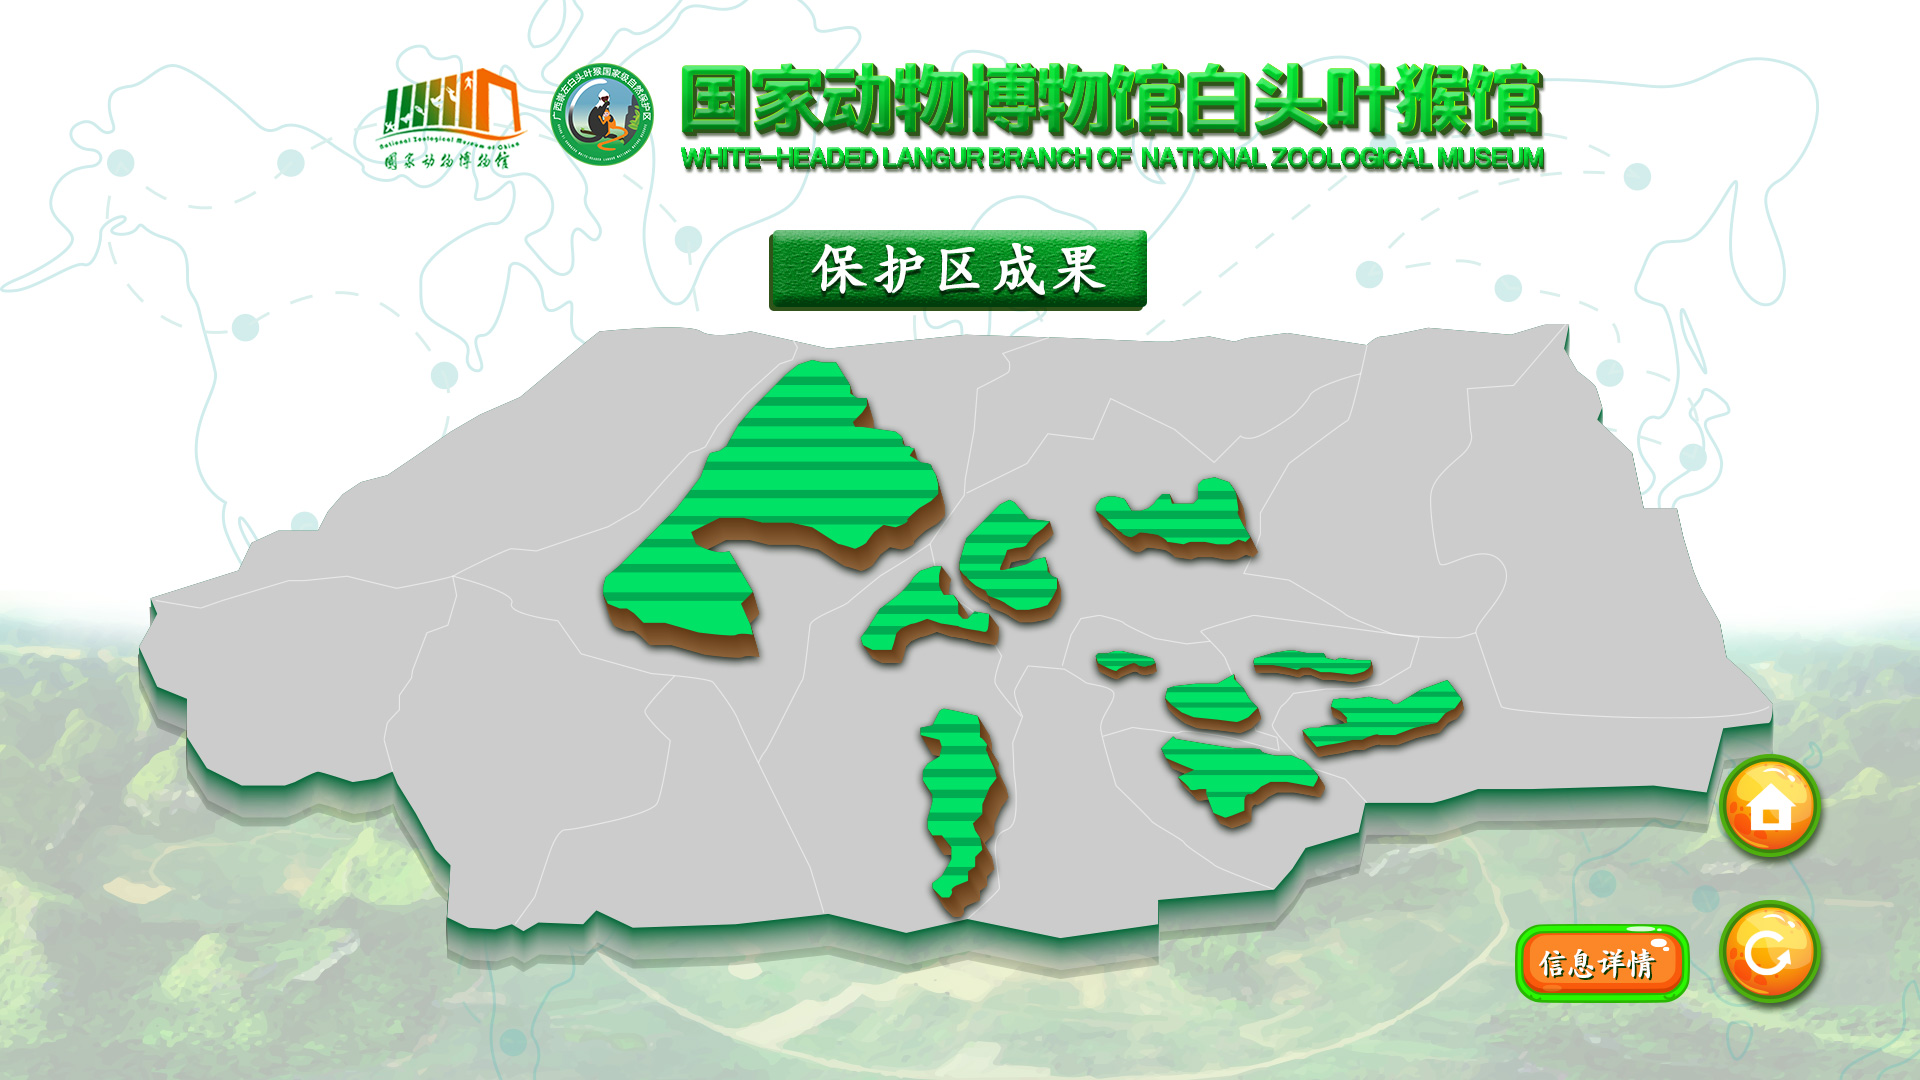 National Zoological Museum of China
国家动物博物馆
广西崇左白头叶猴国家级自然保护区
国家动物博物馆白头叶猴馆
WHITE-HEADED LANGUR BRANCH OF NATIONAL ZOOLOGICAL MUSEUM
保护区成果
信息详情